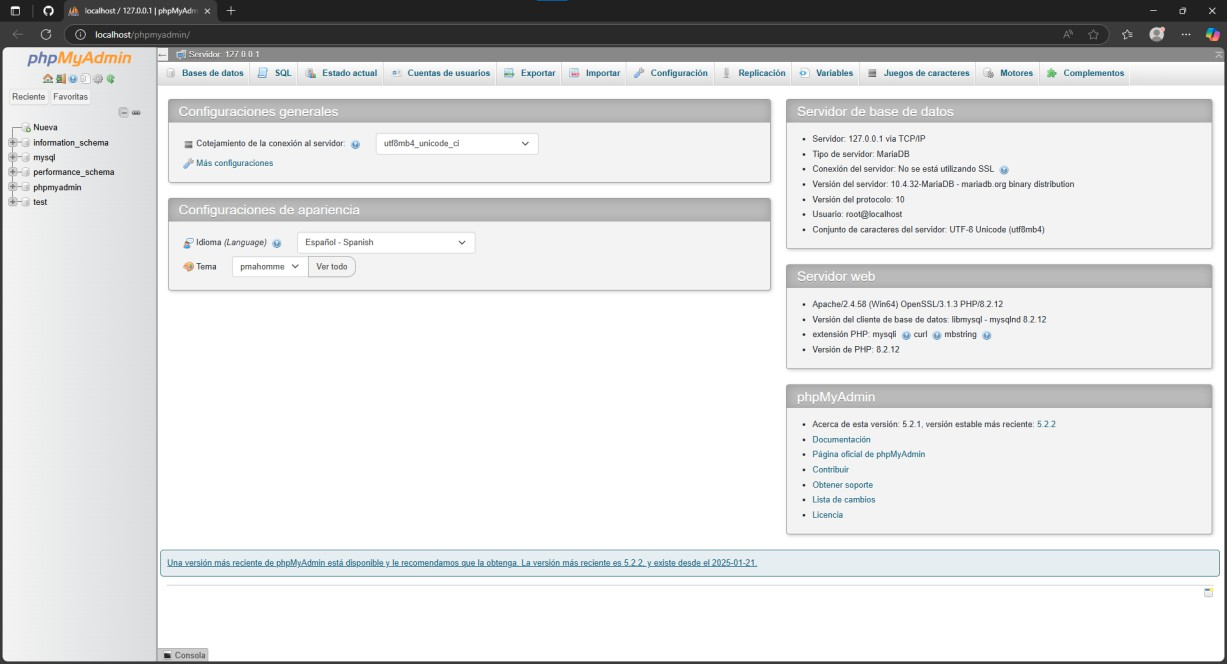 localhost / 127.0.0.1 | phpMyAdm
localhost/phpmyadmin/
phpMyAdmin
Reciente Favoritas
Nueva
information_schema
mysql
performance_schema
phpmyadmin
test
Servidor: 127.0.0.1
Bases de datos SQL Estado actual Cuentas de usuarios Exportar Importar Configuración Replicación Variables Juegos de caracteres Motores Complementos
Configuraciones generales
Cotejamiento de la conexión al servidor: utf8mb4_unicode_ci
Más configuraciones
Configuraciones de apariencia
Idioma (Language) Español - Spanish
Tema pmahomme Ver todo
Servidor de base de datos
• Servidor: 127.0.0.1 via TCP/IP
• Tipo de servidor: MariaDB
• Conexión del servidor: No se está utilizando SSL
• Versión del servidor: 10.4.32-MariaDB - mariadb.org binary distribution
• Versión del protocolo: 10
• Usuario: root@localhost
• Conjunto de caracteres del servidor: UTF-8 Unicode (utf8mb4)
Servidor web
• Apache/2.4.58 (Win64) OpenSSL/3.1.3 PHP/8.2.12
• Versión del cliente de base de datos: libmysql - mysqlnd 8.2.12
• extensión PHP: mysqli curl mbstring
• Versión de PHP: 8.2.12
phpMyAdmin
• Acerca de esta versión: 5.2.1, versión estable más reciente: 5.2.2
• Documentación
• Página oficial de phpMyAdmin
• Contribuir
• Obtener soporte
• Lista de cambios
• Licencia
Una versión más reciente de phpMyAdmin está disponible y le recomendamos que la obtenga. La versión más reciente es 5.2.2, y existe desde el 2025-01-21.
Consola